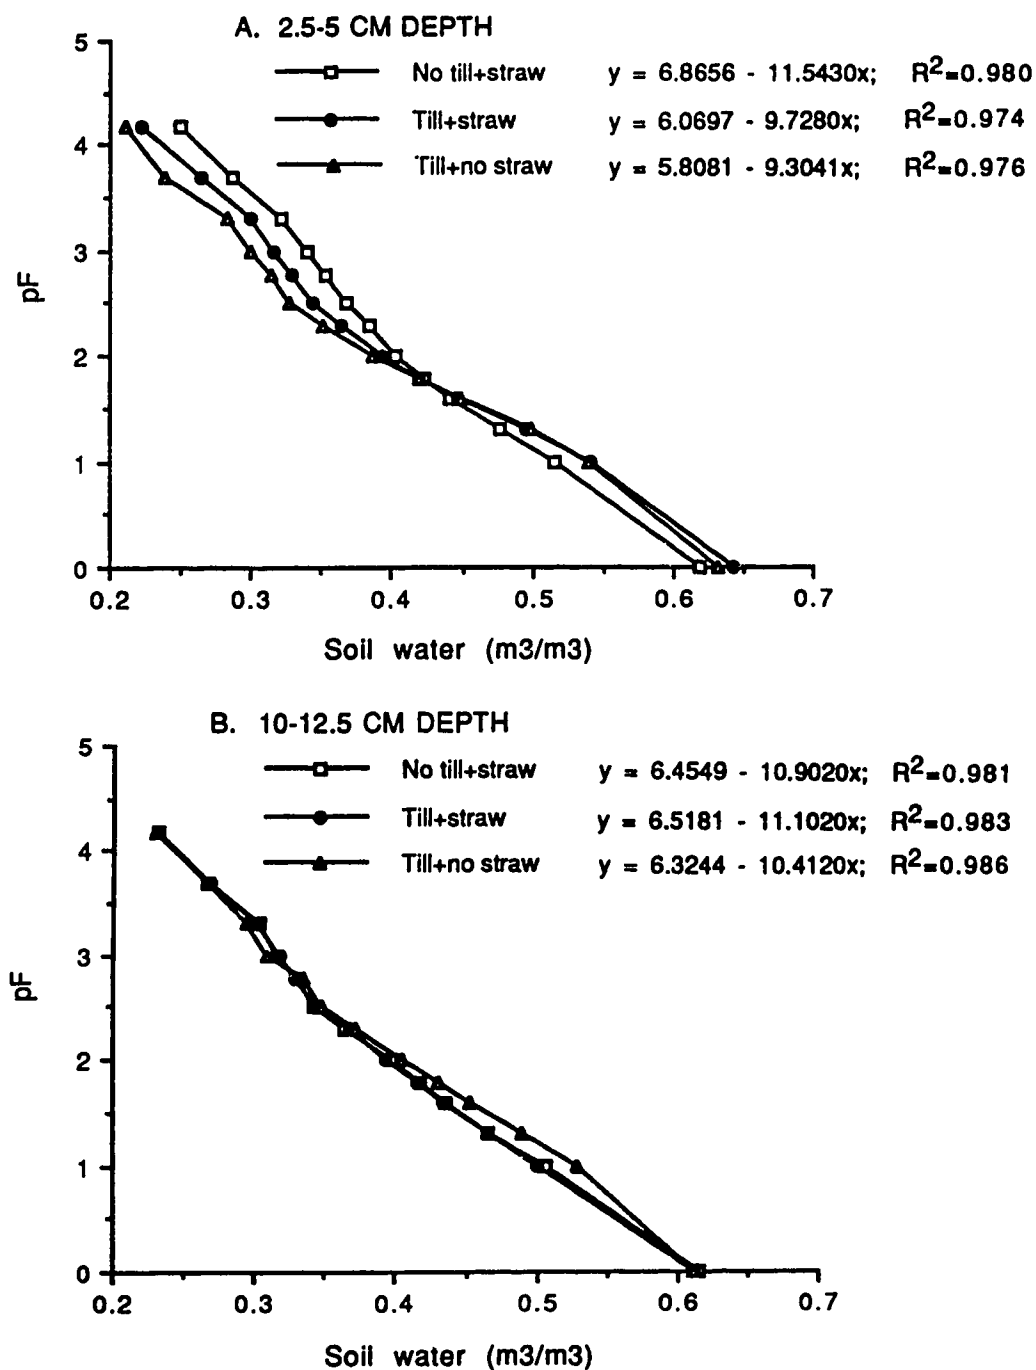 A. 2.5-5 CM DEPTH
No till+straw y = 6.8656 - 11.5430x; R2=0.980
Till+straw y = 6.0697 - 9.7280x; R2=0.974
Till+no straw y = 5.8081 - 9.3041x; R2=0.976
5
4
3
2
1
0
pF
0.2 0.3 0.4 0.5 0.6 0.7
Soil water (m3/m3)
B. 10-12.5 CM DEPTH
No till+straw y = 6.4549 - 10.9020x; R2=0.981
Till+straw y = 6.5181 - 11.1020x; R2=0.983
Till+no straw y = 6.3244 - 10.4120x; R2=0.986
5
4
3
2
1
0
pF
0.2 0.3 0.4 0.5 0.6 0.7
Soil water (m3/m3)